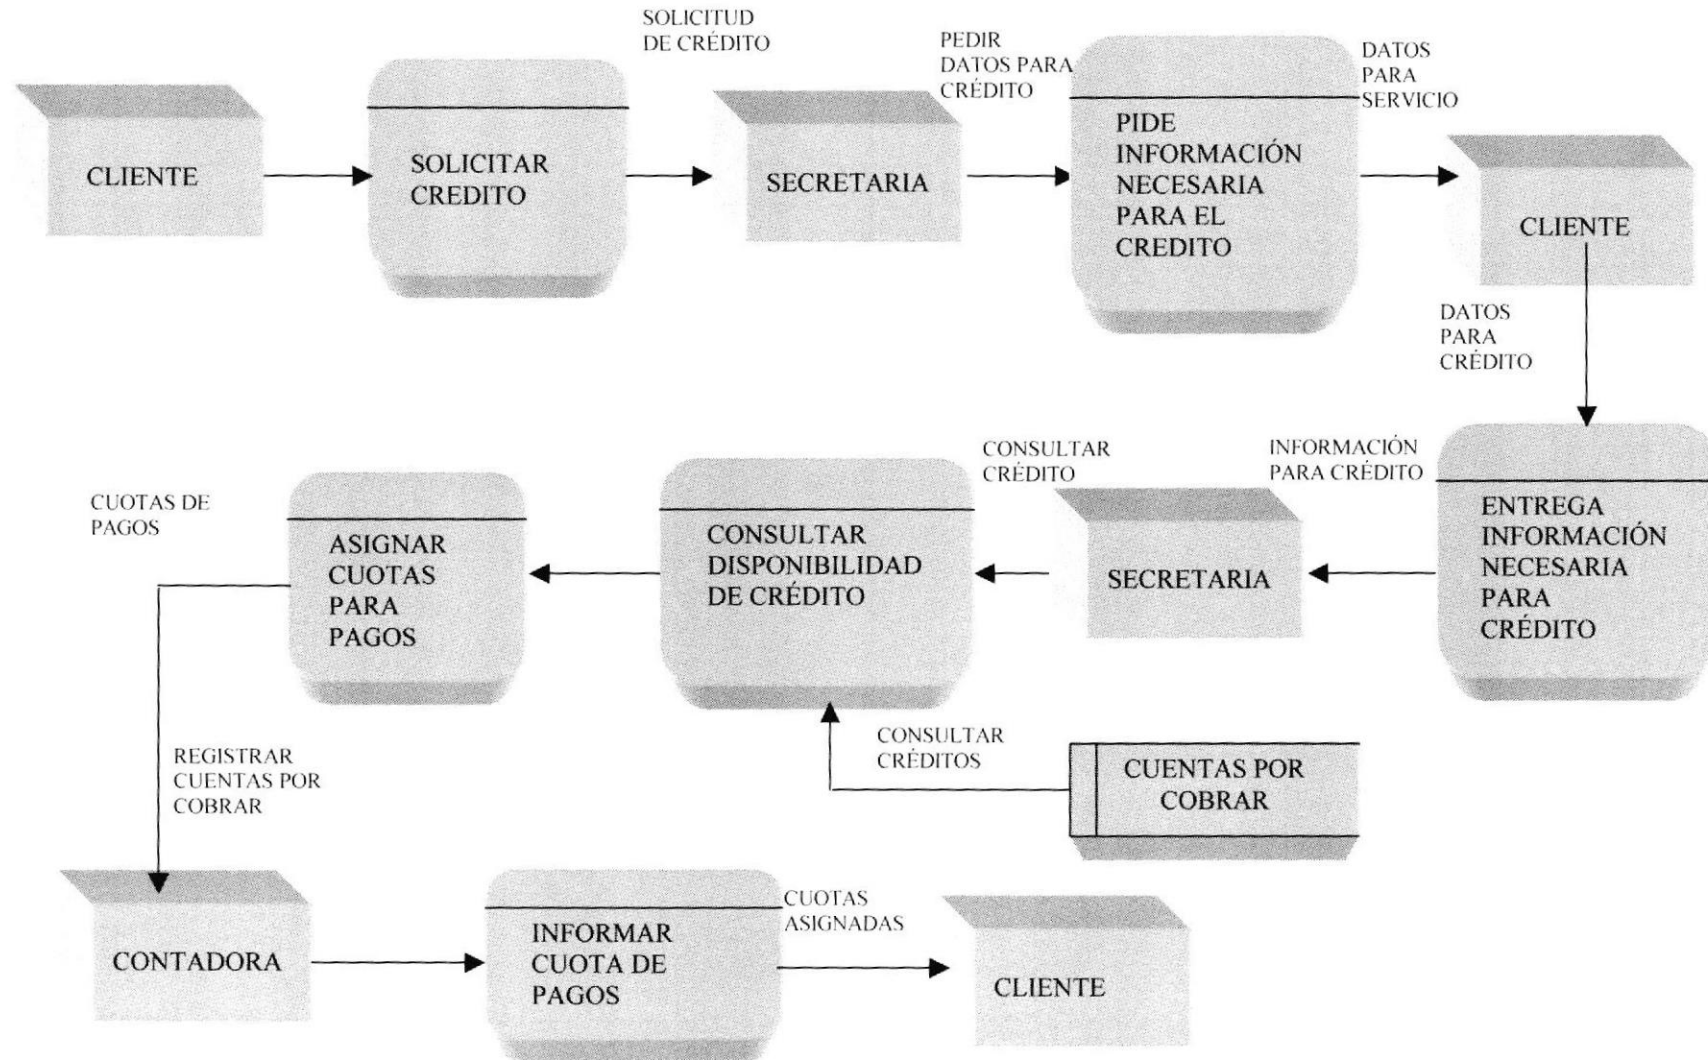 SOLICITUD
DE CRÉDITO
PEDIR
DATOS PARA
CRÉDITO
DATOS
PARA
SERVICIO
CLIENTE
SOLICITAR
CREDITO
SECRETARIA
PIDE
INFORMACIÓN
NECESARIA
PARA EL
CREDITO
CLIENTE
DATOS
PARA
CRÉDITO
CUOTAS DE
PAGOS
ASIGNAR
CUOTAS
PARA
PAGOS
CONSULTAR
DISPONIBILIDAD
DE CRÉDITO
CONSULTAR
CRÉDITO
SECRETARIA
INFORMACIÓN
PARA CRÉDITO
ENTREGA
INFORMACIÓN
NECESARIA
PARA
CRÉDITO
REGISTRAR
CUENTAS POR
COBRAR
CONSULTAR
CRÉDITOS
CUENTAS POR
COBRAR
CONTADORA
INFORMAR
CUOTA DE
PAGOS
CUOTAS
ASIGNADAS
CLIENTE